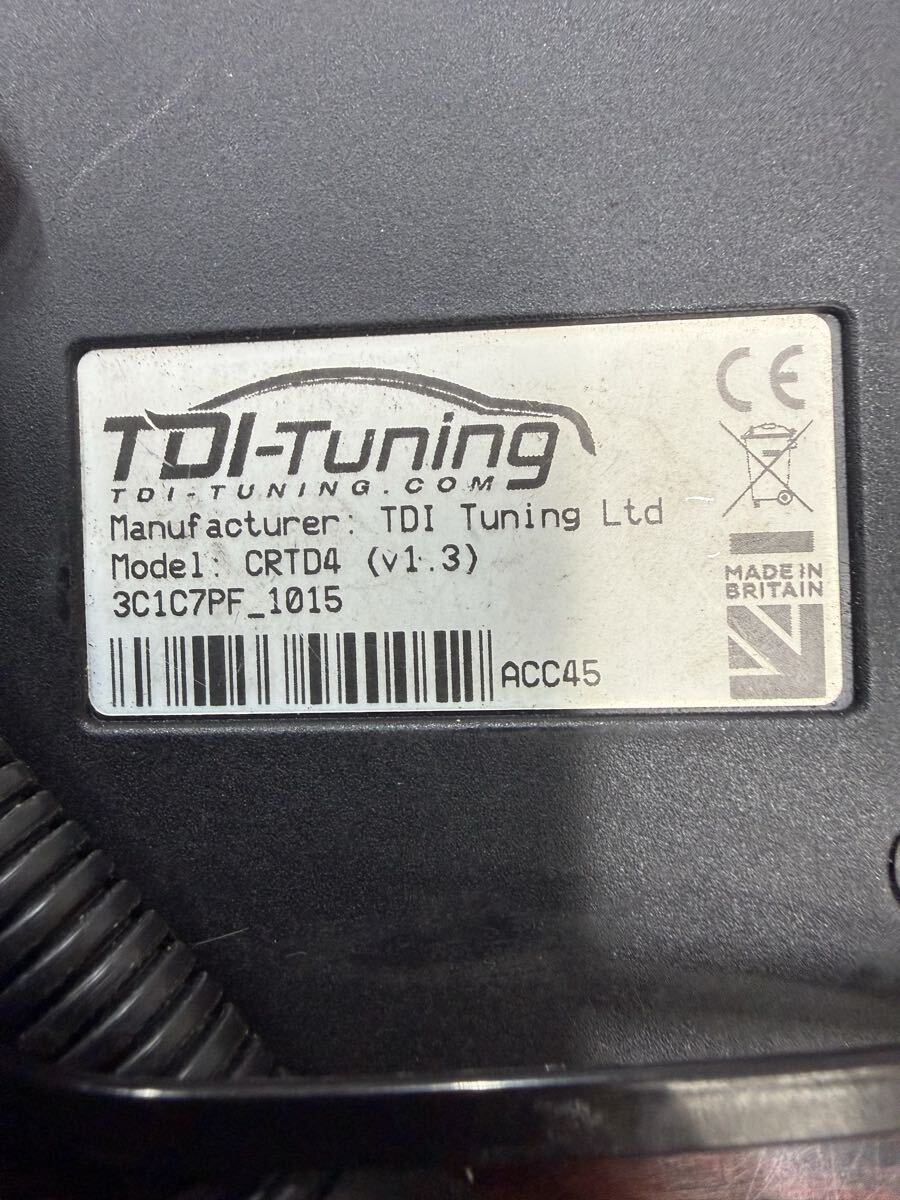 TDI-Tuning
TDI-TUNING.COM
Manufacturer: TDI Tuning Ltd
Model: CRTD4 (v1.3)
3C1C7PF_1015
ACC45
CE
MADE IN
BRITAIN